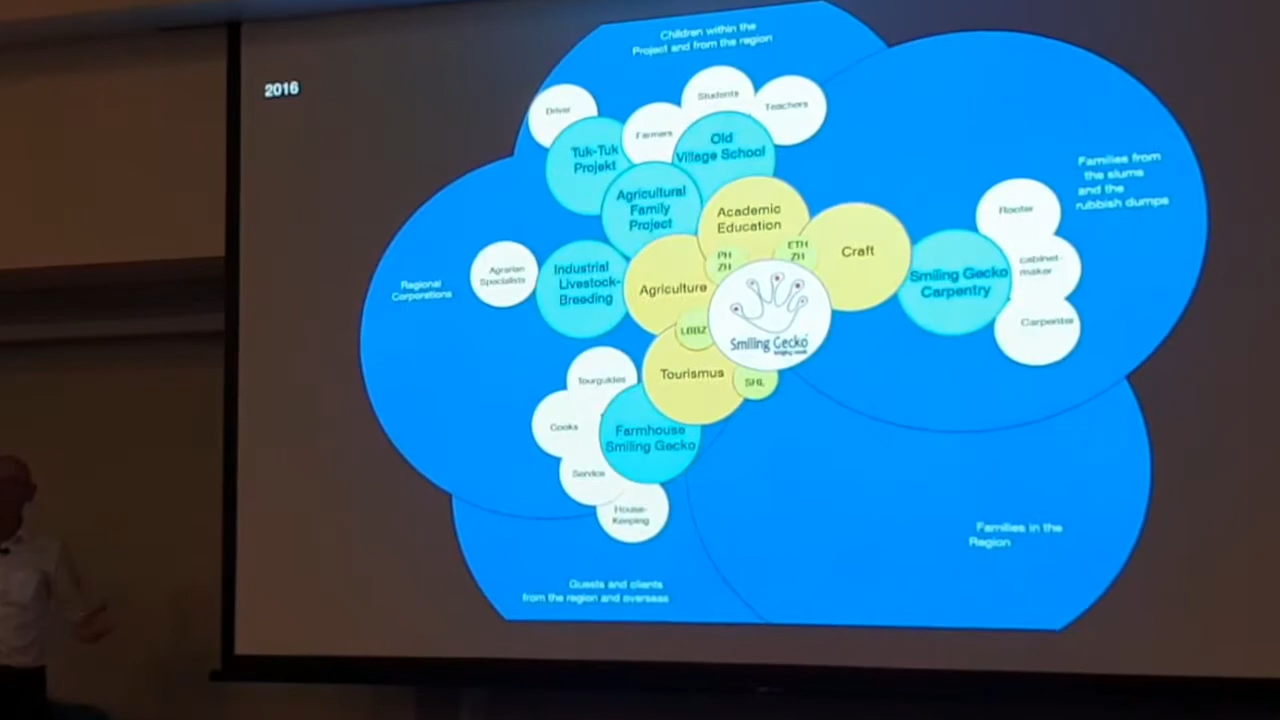 2016
Children within the
Project and from the region
Driver
Students
Teachers
Farmers
Tuk-Tuk
Projekt
Old
Village School
Agricultural
Family
Project
Academic
Education
PH
ZH
ETH
ZH
Craft
Families from
the slums
and the
rubbish dumps
Roofer
cabinet-
maker
Carpenter
Smiling Gecko
Carpentry
Regional
Corporations
Agrarian
Specialists
Industrial
Livestock-
Breeding
Agriculture
LBBZ
Smiling Gecko
Tourismus
SHL
Tourguides
Cooks
Farmhouse
Smiling Gecko
Service
House-
Keeping
Families in the
Region
Guests and clients
from the region and overseas